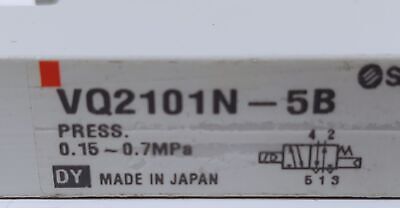 VQ2101N-5B
PRESS.
0.15~0.7MPa
4 2
5 1 3
DY MADE IN JAPAN